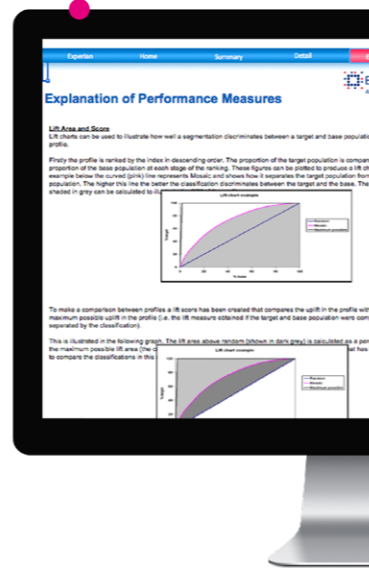 Experian Home Summary Detail
Explanation of Performance Measures
Lift Area and Score
Lift charts can be used to illustrate how well a segmentation discriminates between a target and base populatio
profile.
Firstly the profile is ranked by the index in descending order. The proportion of the target population is compar
proportion of the base population at each stage of the ranking. These figures can be plotted to produce a lift ch
example below the curved (pink) line represents Mosaic and shows how it separates the target population from
population. The higher this line the better the classification discriminates between the target and the base. The
shaded in grey can be calculated to
Lift chart example
Random
Mosaic
Maximum possible
% target
% base
To make a comparison between profiles a lift score has been created that compares the uplift in the profile with
maximum possible uplift in the profile (i.e. the lift measure obtained if the target and base population were com
seperated by the classification).
This is illustrated in the following graph. The lift area above random (shown in dark grey) is calculated as a per
the maximum possible lift area (the c at has
to compare the classifications in this
Lift chart example
Random
Mosaic
Maximum possible